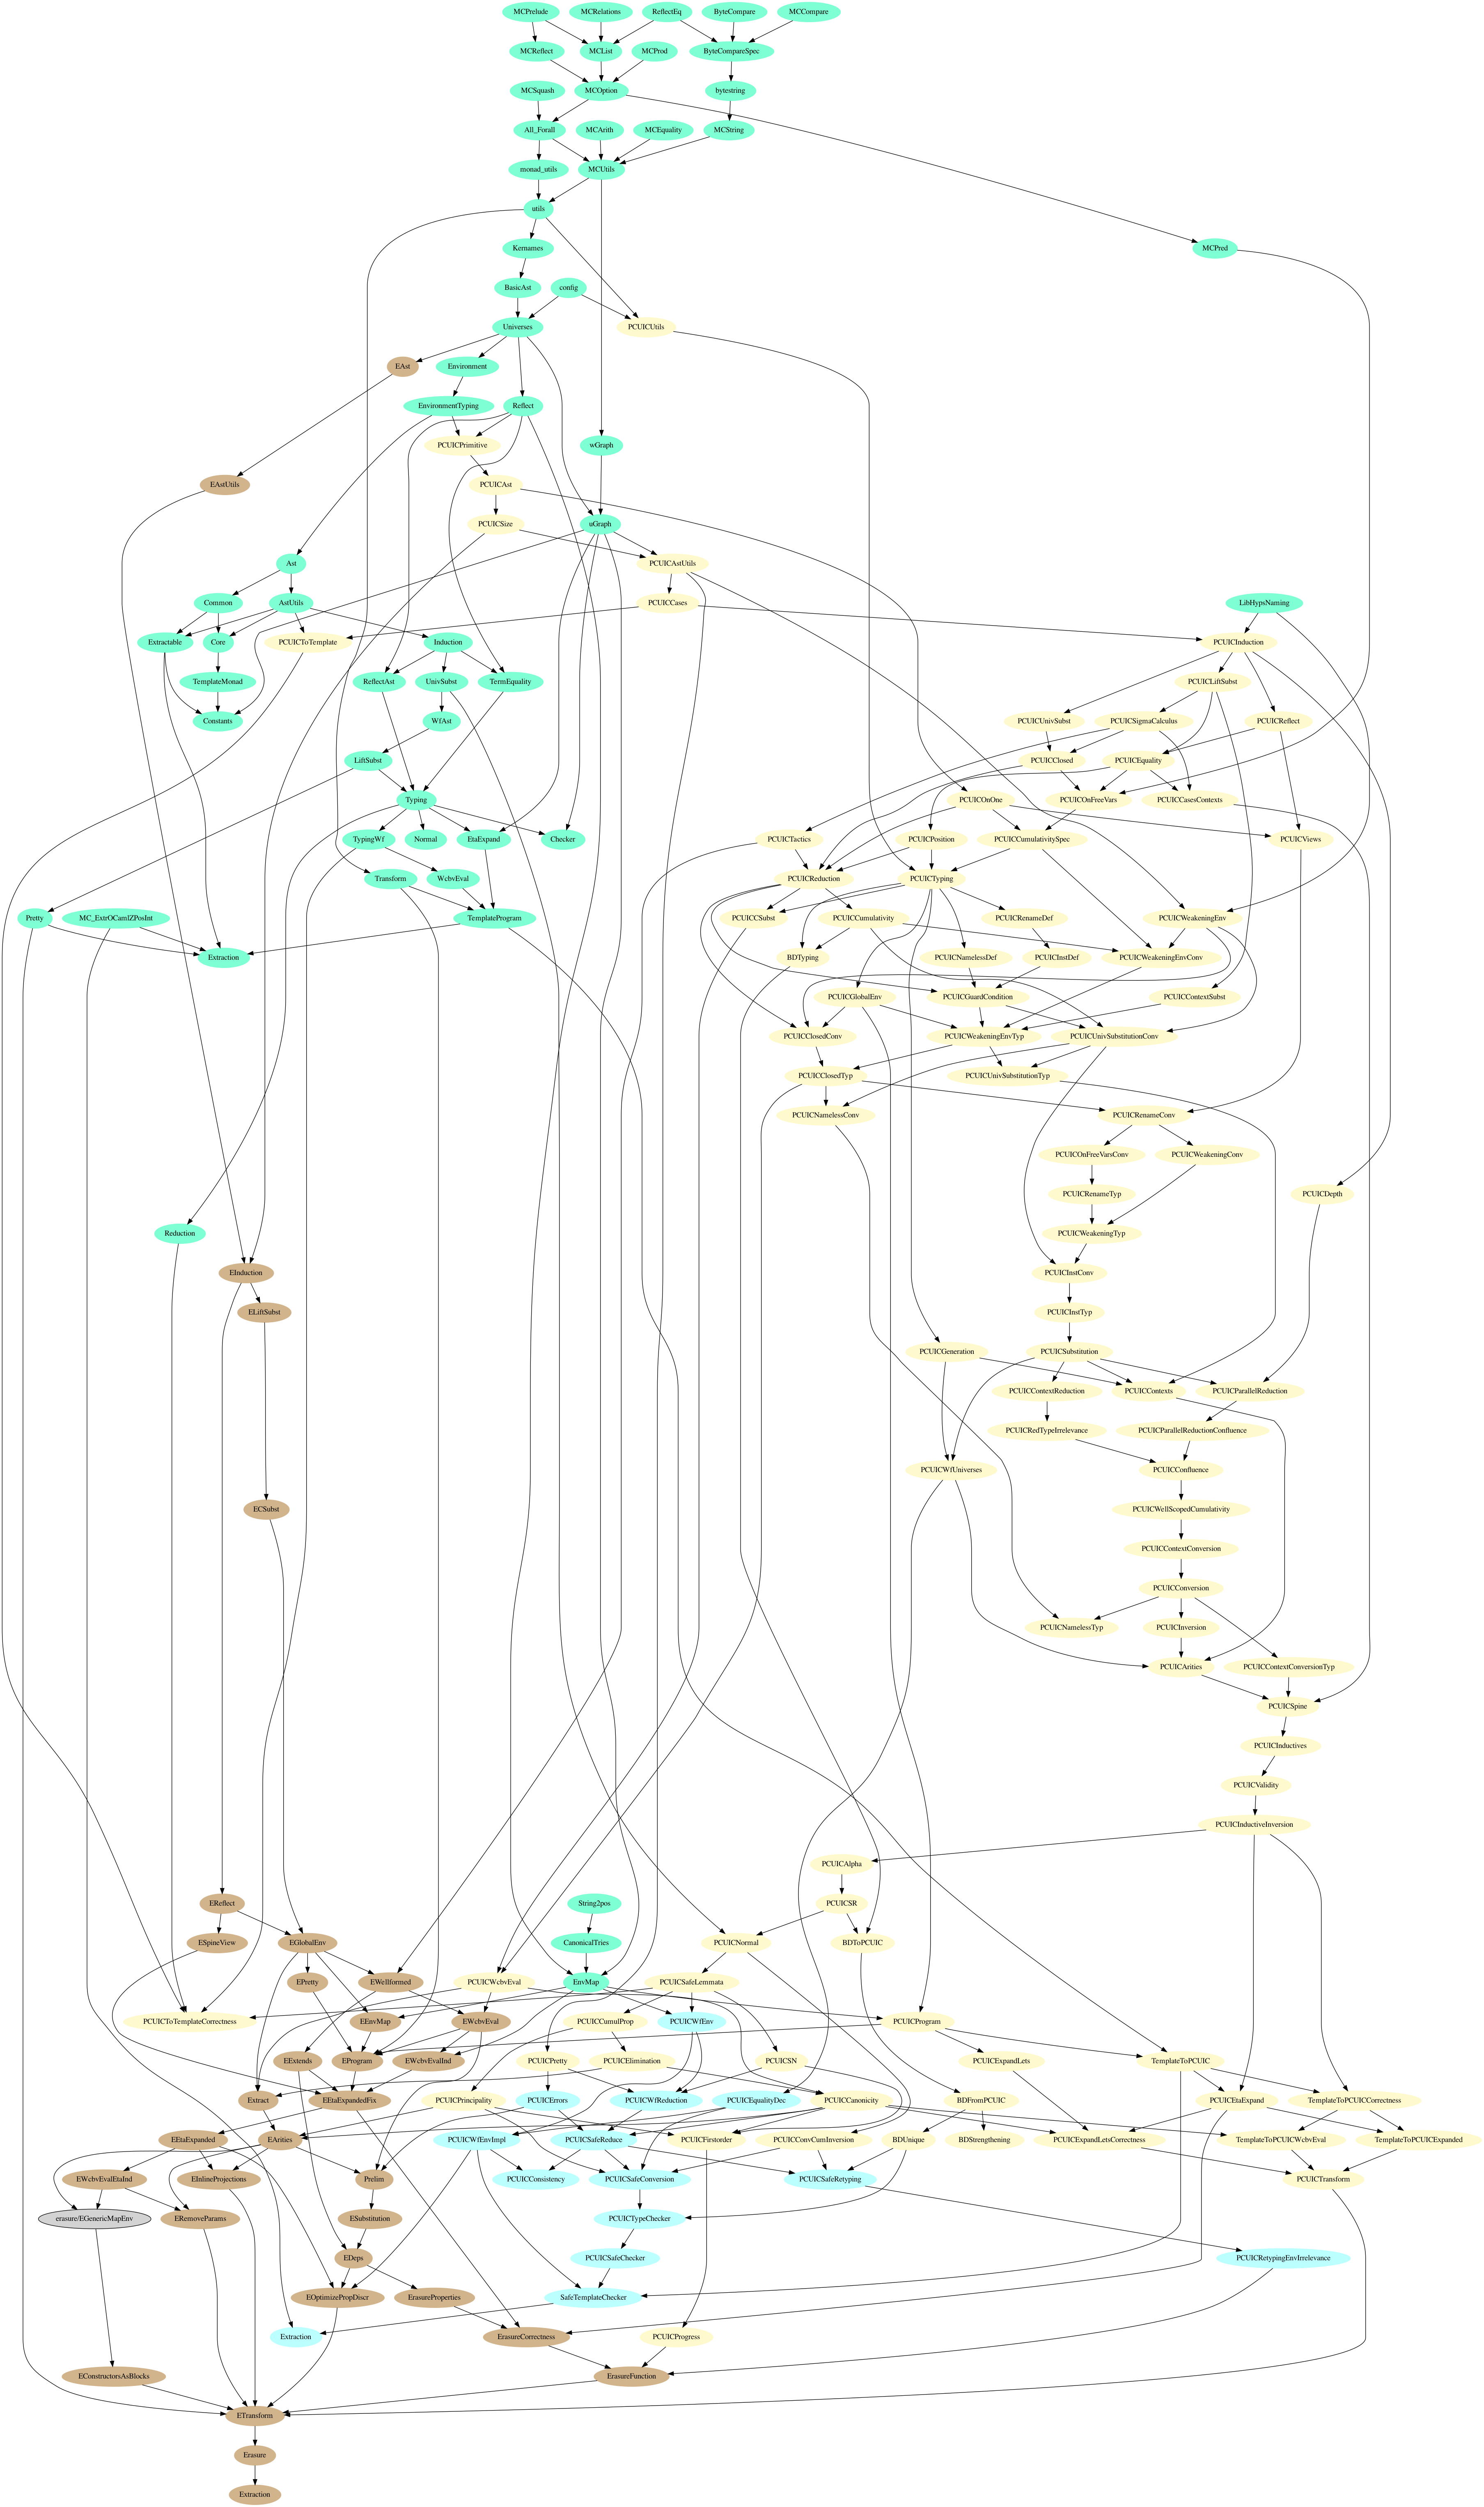 MCPrelude
MCRelations
ReflectEq
ByteCompare
MCCompare
MCReflect
MCList
MCProd
ByteCompareSpec
MCSquash
MCOption
bytestring
All_Forall
MCArith
MCEquality
MCString
monad_utils
MCUtils
utils
Kernames
MCPred
BasicAst
config
Universes
PCUICUtils
EAst
Environment
EnvironmentTyping
Reflect
PCUICPrimitive
wGraph
EAstUtils
PCUICAst
PCUICSize
uGraph
Ast
PCUICAstUtils
Common
AstUtils
PCUICCases
LibHypsNaming
Extractable
Core
PCUICToTemplate
Induction
PCUICInduction
TemplateMonad
ReflectAst
UnivSubst
TermEquality
PCUICLiftSubst
Constants
WfAst
PCUICUnivSubst
PCUICSigmaCalculus
PCUICReflect
LiftSubst
PCUICClosed
PCUICEquality
Typing
PCUICOnOne
PCUICOnFreeVars
PCUICCasesContexts
TypingWf
Normal
EtaExpand
Checker
PCUICTactics
PCUICPosition
PCUICCumulativitySpec
PCUICViews
Transform
WcbvEval
PCUICReduction
PCUICTyping
Pretty
MC_ExtrOCamlZPosInt
TemplateProgram
PCUICCSubst
PCUICCumulativity
PCUICRenameDef
PCUICWeakeningEnv
Extraction
BDTyping
PCUICNamelessDef
PCUICInstDef
PCUICWeakeningEnvConv
PCUICGlobalEnv
PCUICGuardCondition
PCUICContextSubst
PCUICClosedConv
PCUICWeakeningEnvTyp
PCUICUnivSubstitutionConv
PCUICClosedTyp
PCUICUnivSubstitutionTyp
PCUICNamelessConv
PCUICRenameConv
PCUICOnFreeVarsConv
PCUICWeakeningConv
PCUICRenameTyp
PCUICDepth
Reduction
PCUICWeakeningTyp
EInduction
PCUICInstConv
ELiftSubst
PCUICInstTyp
PCUICGeneration
PCUICSubstitution
PCUICContextReduction
PCUICContexts
PCUICParallelReduction
PCUICRedTypeIrrelevance
PCUICParallelReductionConfluence
PCUICWfUniverses
PCUICConfluence
ECSubst
PCUICWellScopedCumulativity
PCUICContextConversion
PCUICConversion
PCUICNamelessTyp
PCUICInversion
PCUICArities
PCUICContextConversionTyp
PCUICSpine
PCUICInductives
PCUICValidity
PCUICInductiveInversion
PCUICAlpha
EReflect
String2pos
PCUICSR
ESpineView
EGlobalEnv
CanonicalTries
PCUICNormal
BDToPCUIC
EPretty
EWellformed
PCUICWcbvEval
EnvMap
PCUICSafeLemmata
PCUICToTemplateCorrectness
EEnvMap
EWcbvEval
PCUICCumulProp
PCUICWfEnv
PCUICProgram
EExtends
EProgram
EWcbvEvalInd
PCUICPretty
PCUICElimination
PCUICSN
PCUICExpandLets
TemplateToPCUIC
Extract
EEtaExpandedFix
PCUICPrincipality
PCUICErrors
PCUICWfReduction
PCUICEqualityDec
PCUICCanonicity
BDFromPCUIC
PCUICEtaExpand
TemplateToPCUICCorrectness
EEtaExpanded
EArities
PCUICWfEnvImpl
PCUICSafeReduce
PCUICFirstorder
PCUICConvCumInversion
BDUnique
BDStrengthening
PCUICExpandLetsCorrectness
TemplateToPCUICWcbvEval
TemplateToPCUICExpanded
EWcbvEvalEtaInd
EInlineProjections
Prelim
PCUICConsistency
PCUICSafeConversion
PCUICSafeRetyping
PCUICTransform
erasure/EGenericMapEnv
ERemoveParams
ESubstitution
PCUICTypeChecker
EDeps
PCUICSafeChecker
PCUICRetypingEnvIrrelevance
EOptimizePropDiscr
ErasureProperties
SafeTemplateChecker
Extraction
ErasureCorrectness
PCUICProgress
EConstructorsAsBlocks
ErasureFunction
ETransform
Erasure
Extraction